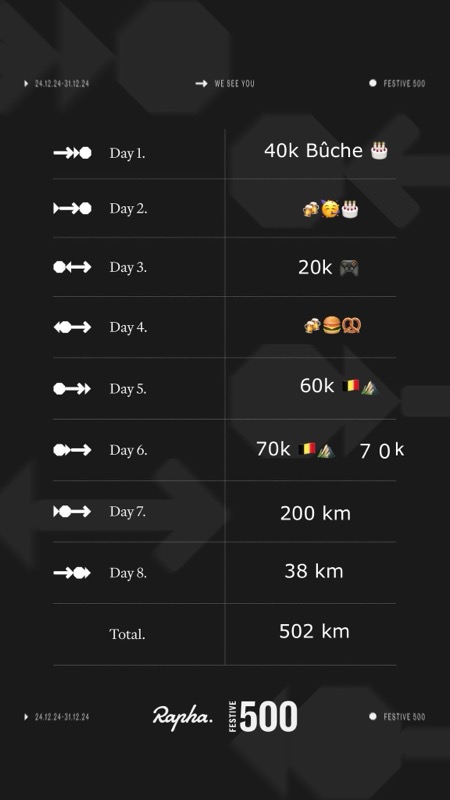 24.12.24-31.12.24 WE SEE YOU FESTIVE 500
Day 1. 40k Bûche 🎂
Day 2. 🍻🥳🎂
Day 3. 20k 🎮
Day 4. 🍻🍔🥨
Day 5. 60k 🇧🇪⛰️
Day 6. 70k 🇧🇪⛰️ 7 0 k
Day 7. 200 km
Day 8. 38 km
Total. 502 km
24.12.24-31.12.24 Rapha. FESTIVE 500 FESTIVE 500